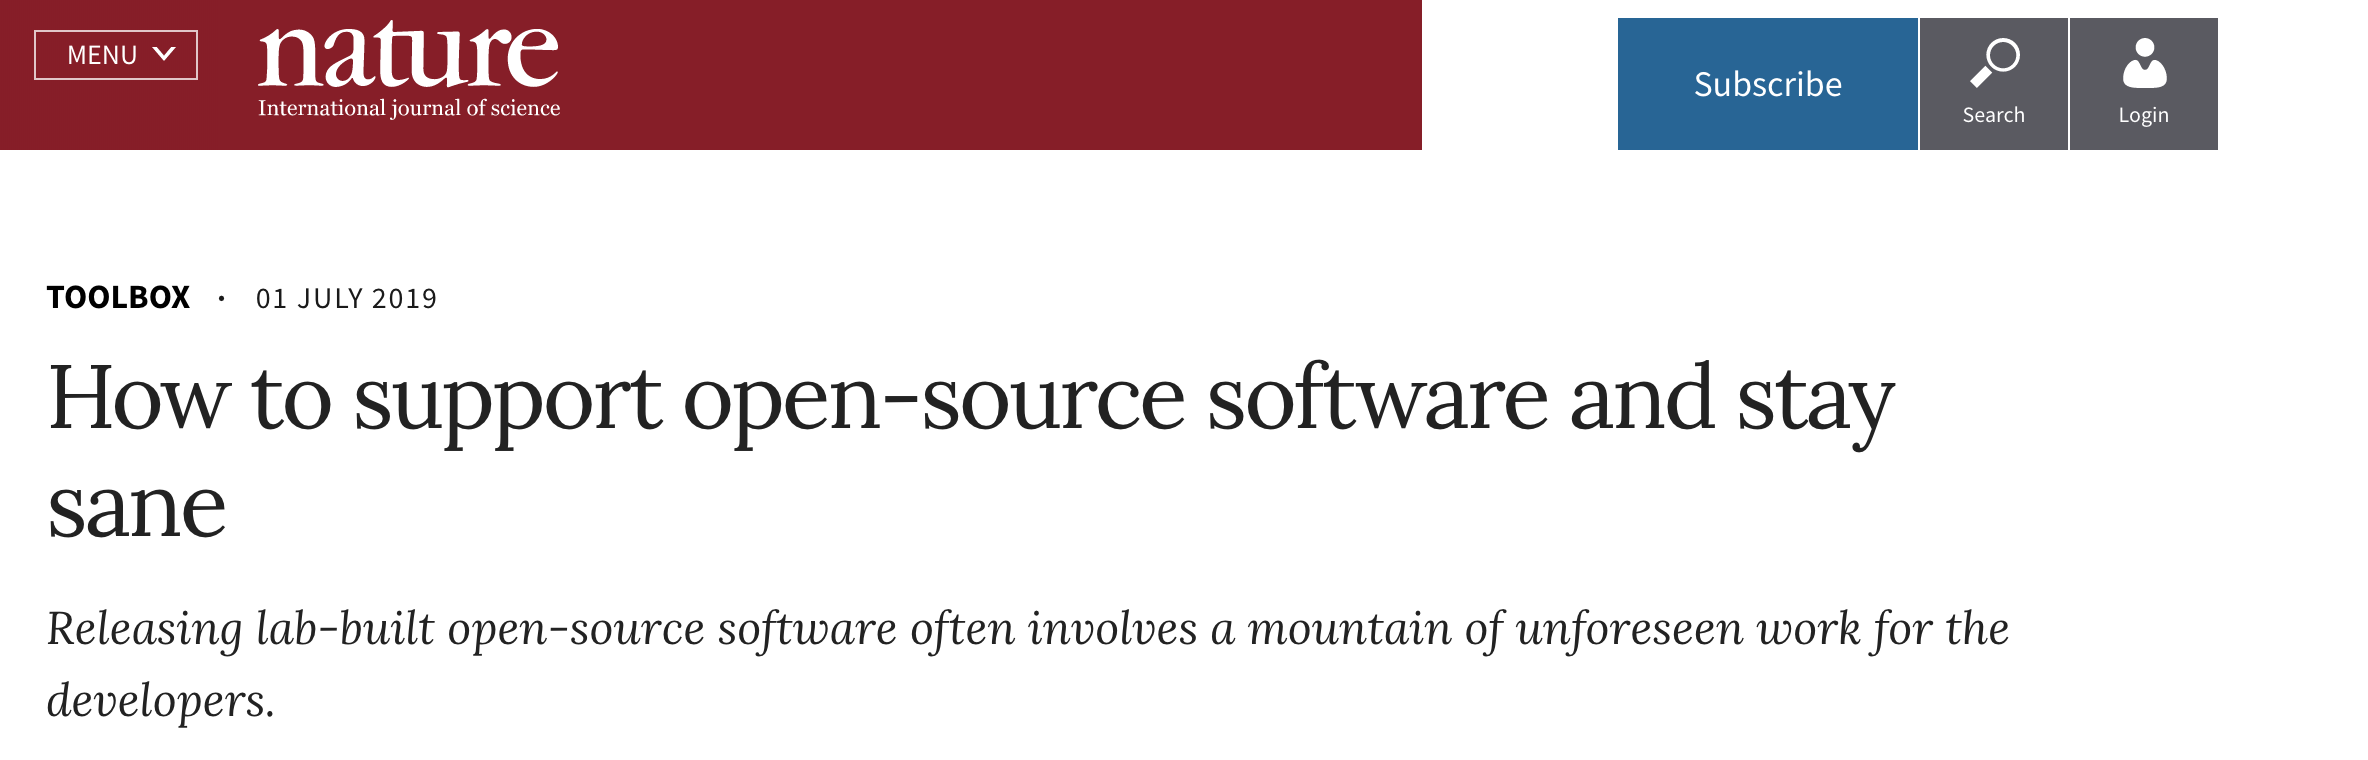 MENU
nature
International journal of science
Subscribe
Search
Login
TOOLBOX · 01 JULY 2019
How to support open-source software and stay
sane
Releasing lab-built open-source software often involves a mountain of unforeseen work for the
developers.